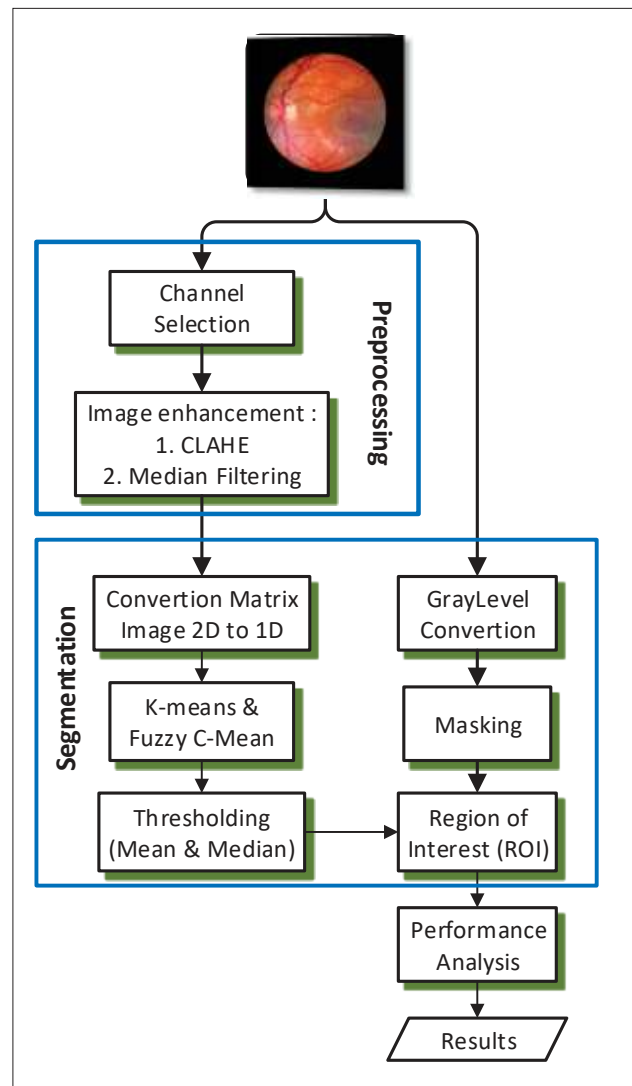 Channel
Selection
Image enhancement :
1. CLAHE
2. Median Filtering
Preprocessing
Segmentation
Convertion Matrix
Image 2D to 1D
K-means &
Fuzzy C-Mean
Thresholding
(Mean & Median)
GrayLevel
Convertion
Masking
Region of
Interest (ROI)
Performance
Analysis
Results